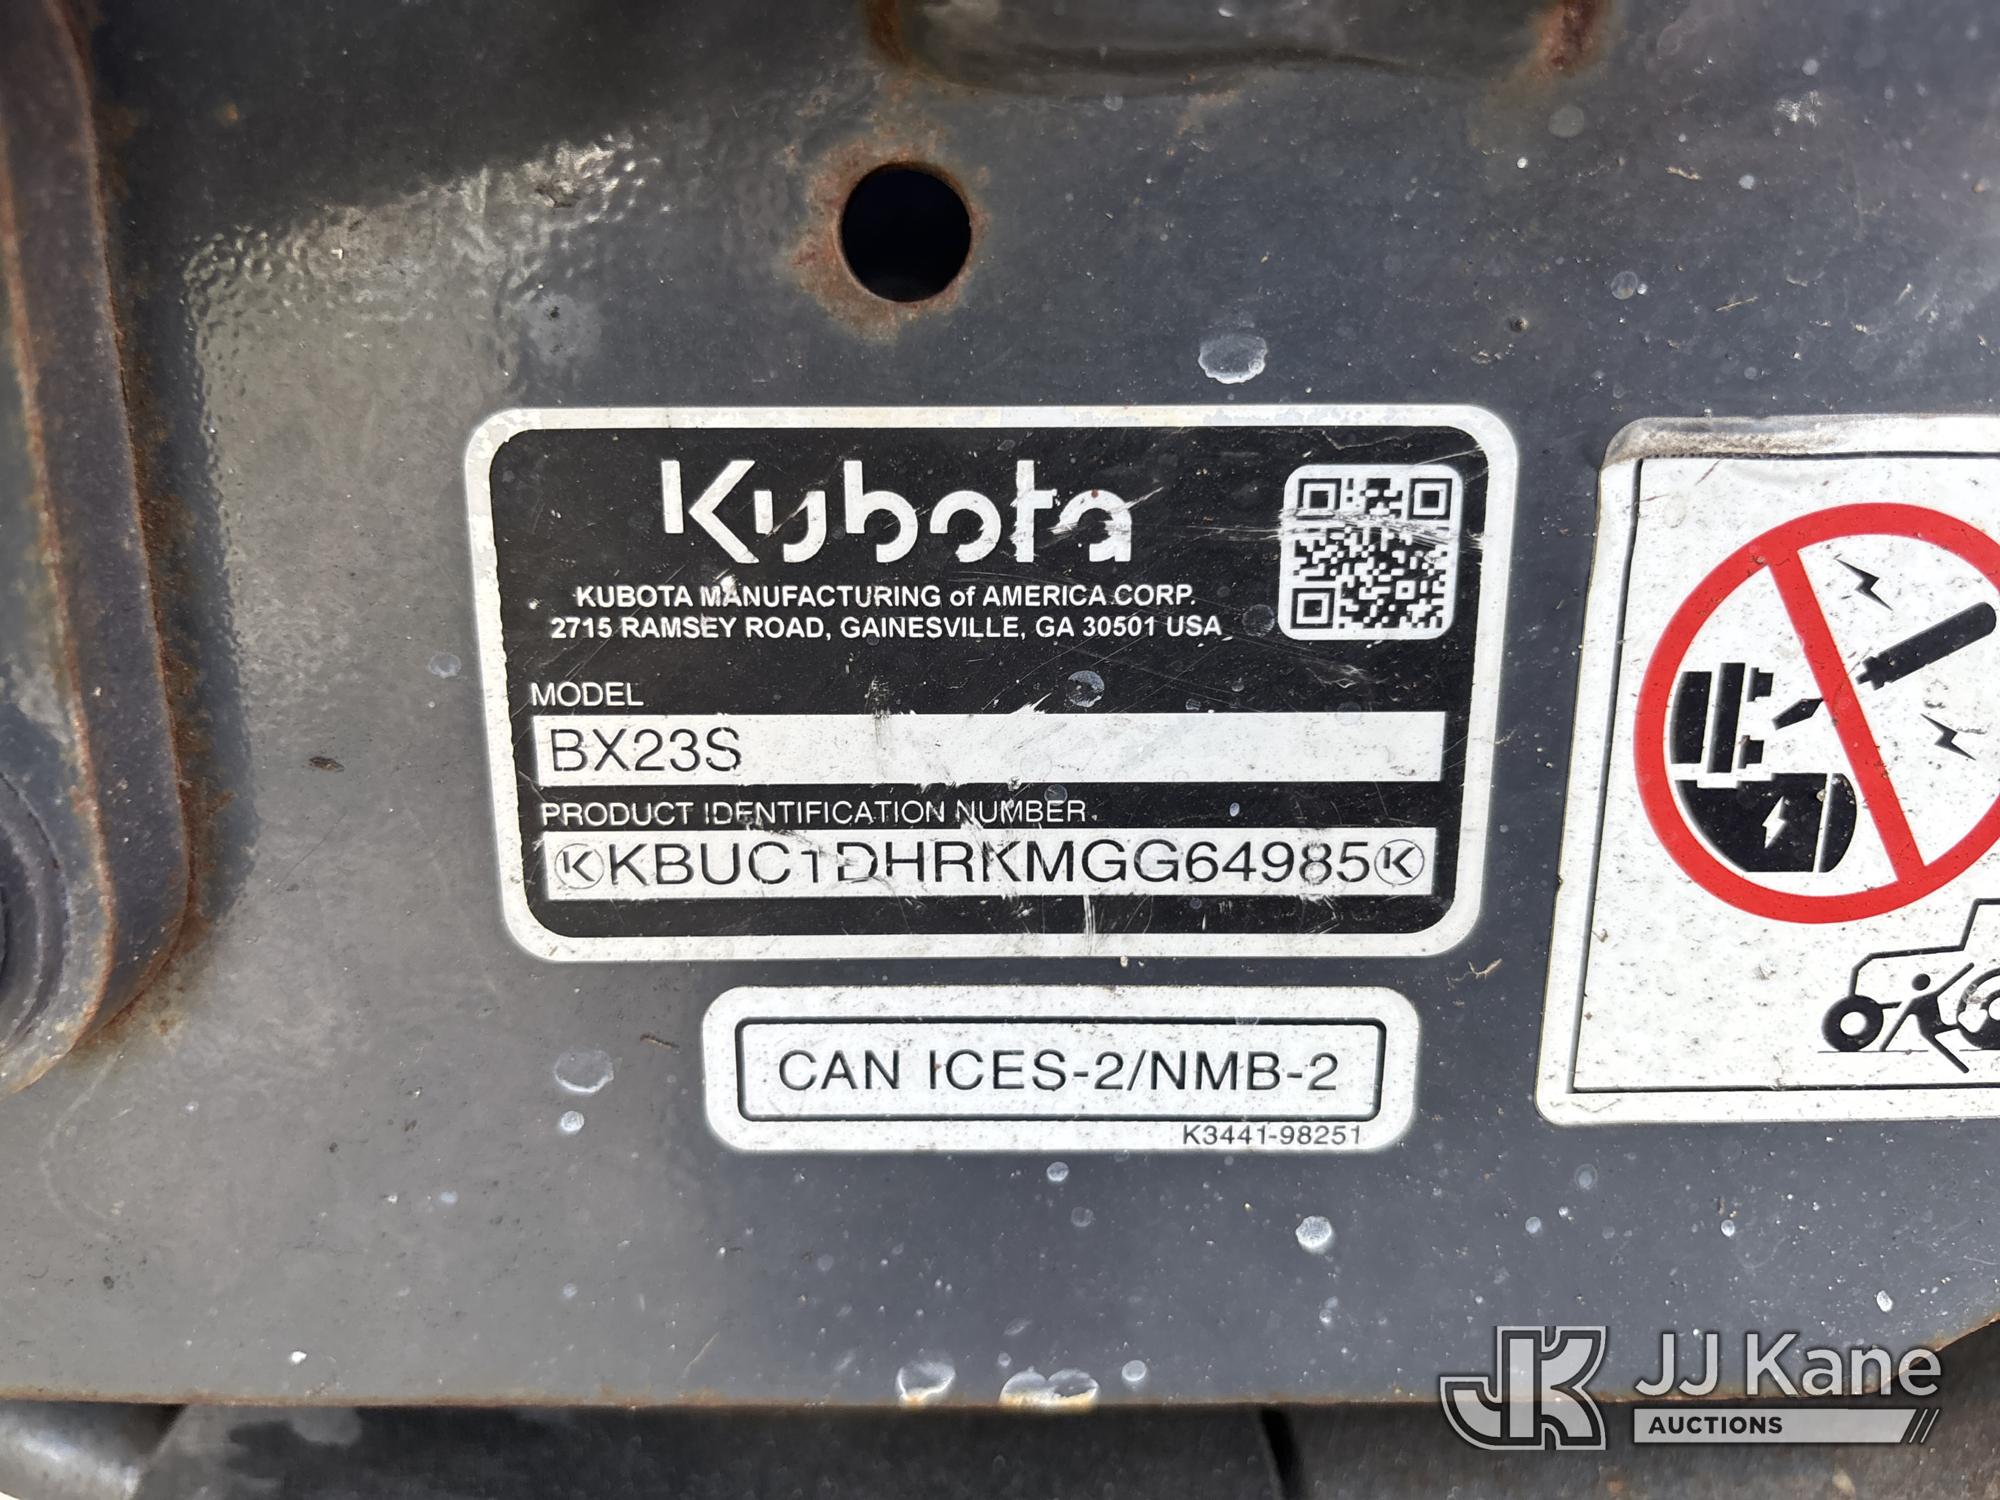 Kubota
KUBOTA MANUFACTURING of AMERICA CORP.
2715 RAMSEY ROAD, GAINESVILLE, GA 30501 USA
MODEL
BX23S
PRODUCT IDENTIFICATION NUMBER
KBUC1DHRKMGG64985
CAN ICES-2/NMB-2
K3441-98251
JK JJ Kane
AUCTIONS